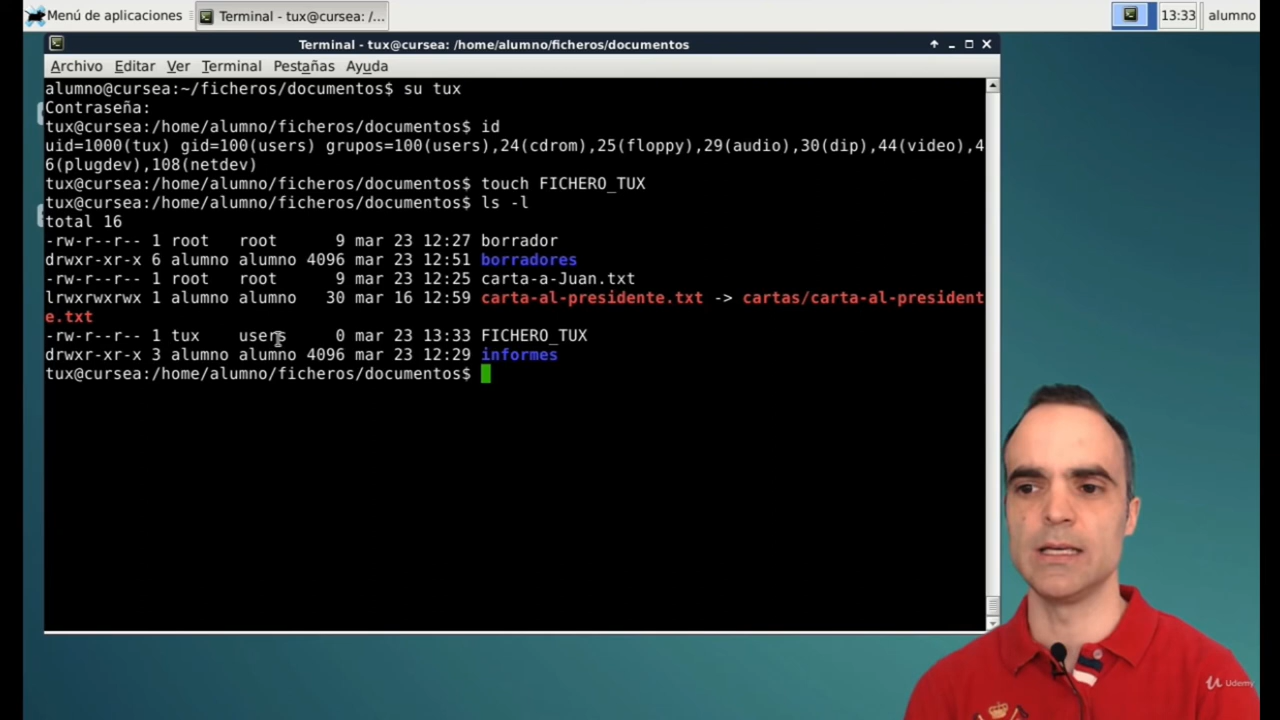 Menú de aplicaciones
Terminal - tux@cursea: /...
13:33
alumno
Terminal - tux@cursea: /home/alumno/ficheros/documentos
Archivo Editar Ver Terminal Pestañas Ayuda
alumno@cursea:~/ficheros/documentos$ su tux
Contraseña:
tux@cursea:/home/alumno/ficheros/documentos$ id
uid=1000(tux) gid=100(users) grupos=100(users),24(cdrom),25(floppy),29(audio),30(dip),44(video),4
6(plugdev),108(netdev)
tux@cursea:/home/alumno/ficheros/documentos$ touch FICHERO_TUX
tux@cursea:/home/alumno/ficheros/documentos$ ls -l
total 16
-rw-r--r-- 1 root   root      9 mar 23 12:27 borrador
drwxr-xr-x 6 alumno alumno 4096 mar 23 12:51 borradores
-rw-r--r-- 1 root   root      9 mar 23 12:25 carta-a-Juan.txt
lrwxrwxrwx 1 alumno alumno   30 mar 16 12:59 carta-al-presidente.txt -> cartas/carta-al-president
e.txt
-rw-r--r-- 1 tux    users     0 mar 23 13:33 FICHERO_TUX
drwxr-xr-x 3 alumno alumno 4096 mar 23 12:29 informes
tux@cursea:/home/alumno/ficheros/documentos$
Udemy